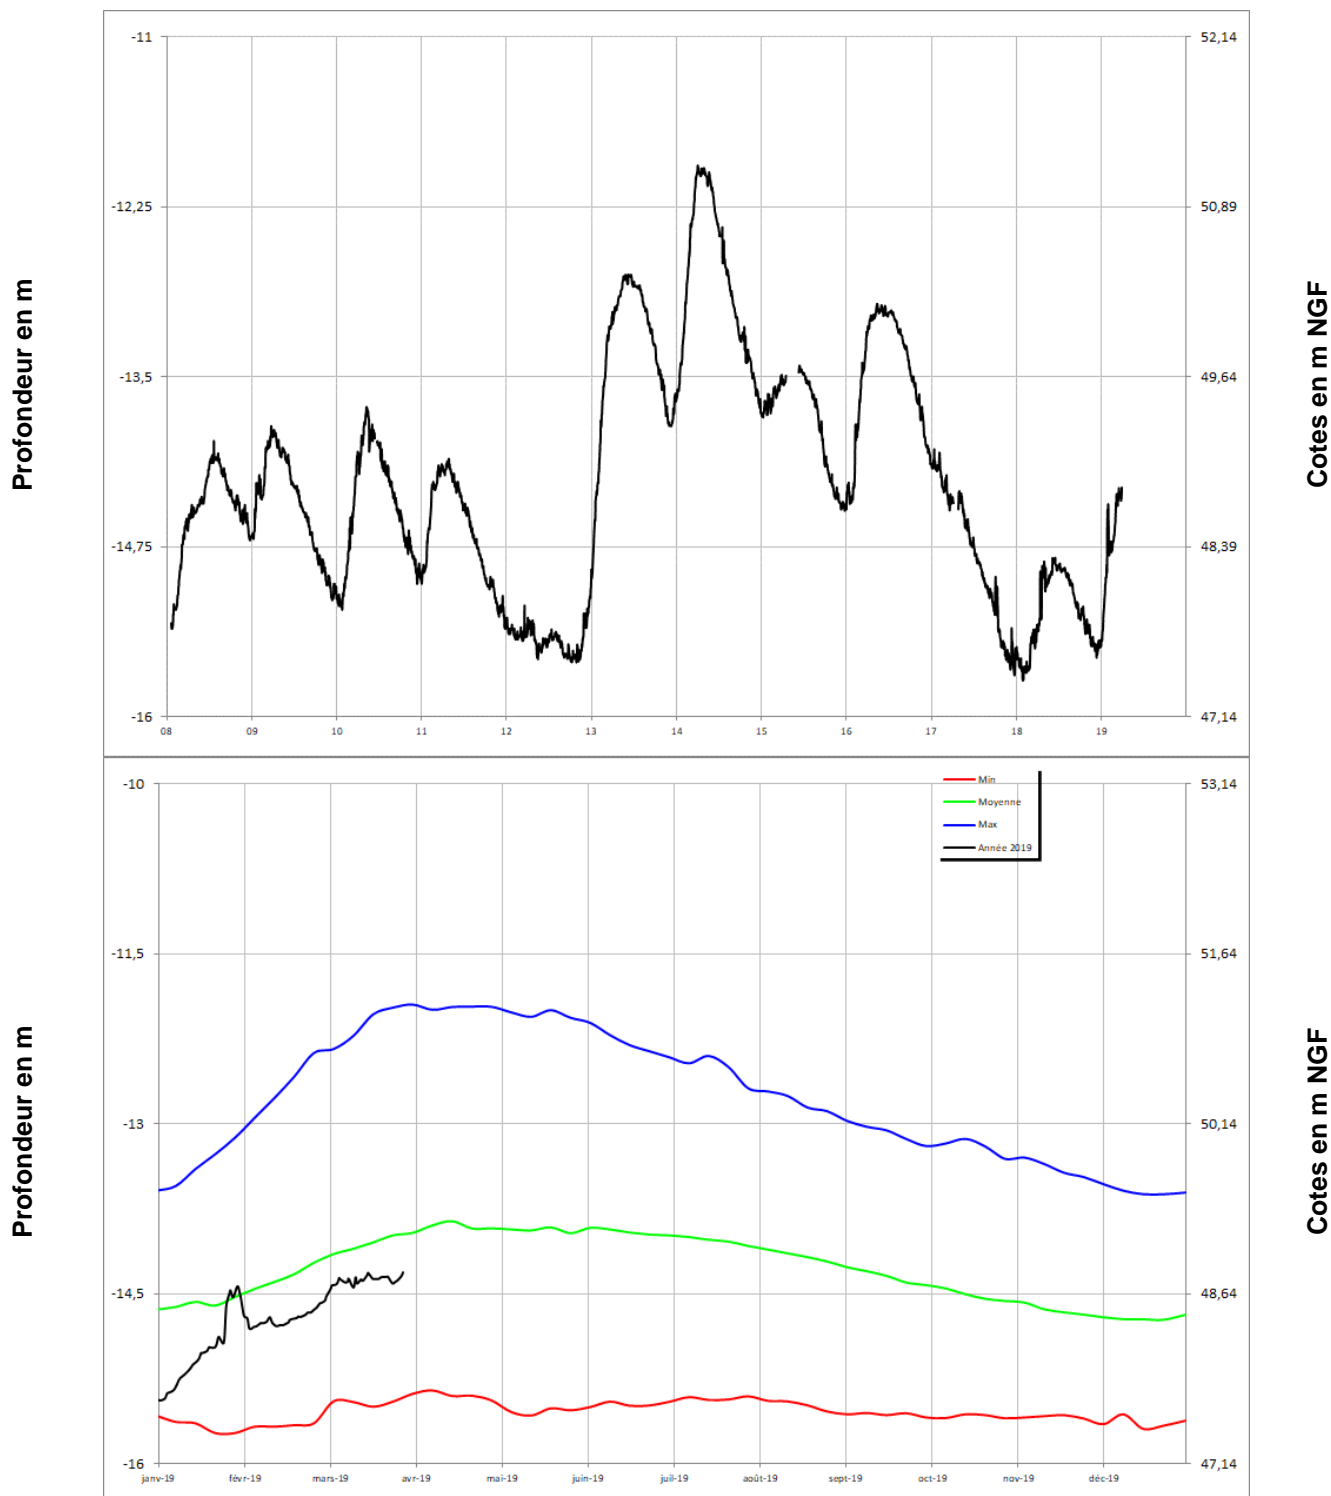 -11
52,14
-12,25
50,89
Profondeur en m
Cotes en m NGF
-13,5
49,64
-14,75
48,39
-16
47,14
08 09 10 11 12 13 14 15 16 17 18 19
-10
53,14
Min
Moyenne
Max
Année 2019
-11,5
51,64
Profondeur en m
Cotes en m NGF
-13
50,14
-14,5
48,64
-16
47,14
janv-19 févr-19 mars-19 avr-19 mai-19 juin-19 juil-19 août-19 sept-19 oct-19 nov-19 déc-19